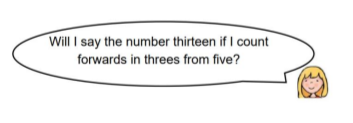 Will I say the number thirteen if I count
forwards in threes from five?